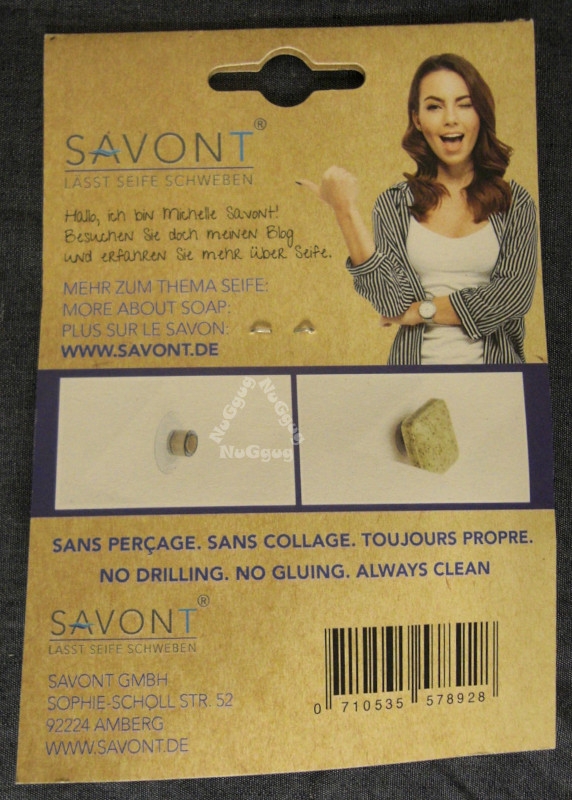 SAVONT®
LÄSST SEIFE SCHWEBEN
Hallo, ich bin Michelle Savont!
Besuchen Sie doch meinen Blog
und erfahren Sie mehr über Seife.
MEHR ZUM THEMA SEIFE:
MORE ABOUT SOAP:
PLUS SUR LE SAVON:
WWW.SAVONT.DE
NuGgug
NuGgug
NuGgug
SANS PERÇAGE. SANS COLLAGE. TOUJOURS PROPRE.
NO DRILLING. NO GLUING. ALWAYS CLEAN
SAVONT®
LÄSST SEIFE SCHWEBEN
SAVONT GMBH
SOPHIE-SCHOLL STR. 52
92224 AMBERG
WWW.SAVONT.DE
0 710535 578928